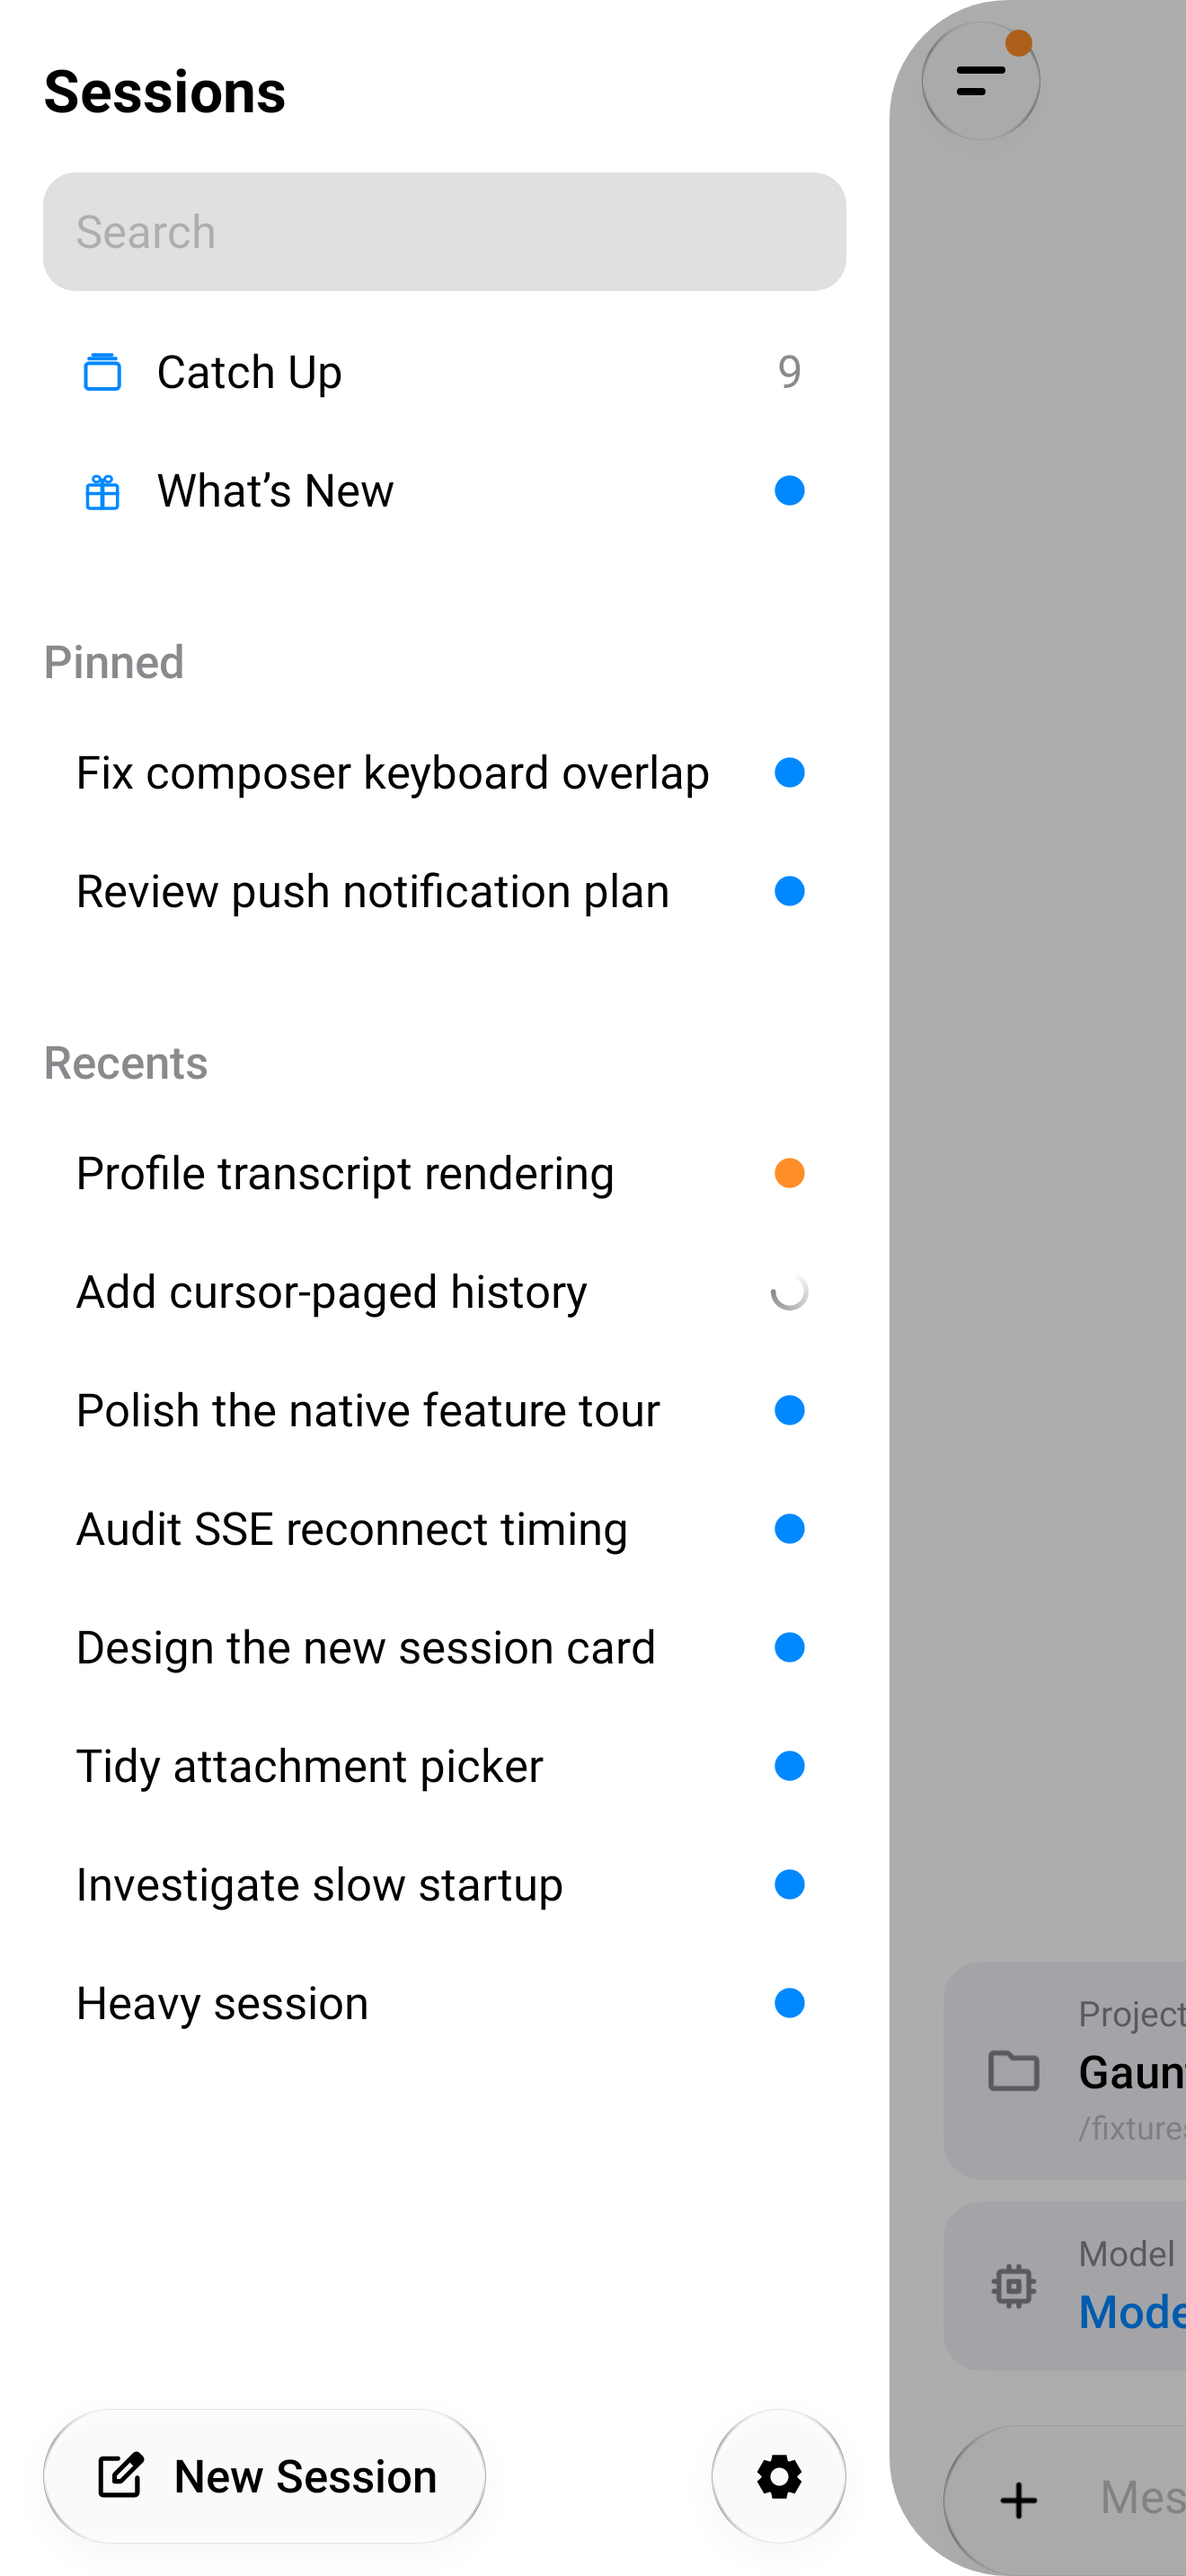 Sessions
Search
Catch Up 9
What’s New
Pinned
Fix composer keyboard overlap
Review push notification plan
Recents
Profile transcript rendering
Add cursor-paged history
Polish the native feature tour
Audit SSE reconnect timing
Design the new session card
Tidy attachment picker
Investigate slow startup
Heavy session
Project
Model
New Session